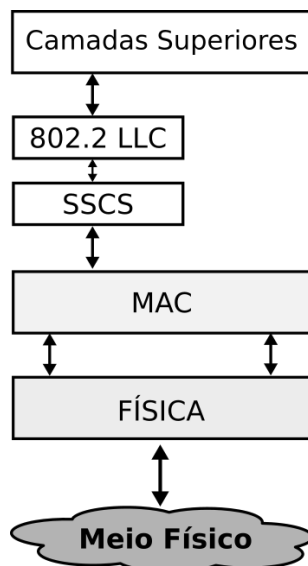 Camadas Superiores
802.2 LLC
SSCS
MAC
FÍSICA
Meio Físico